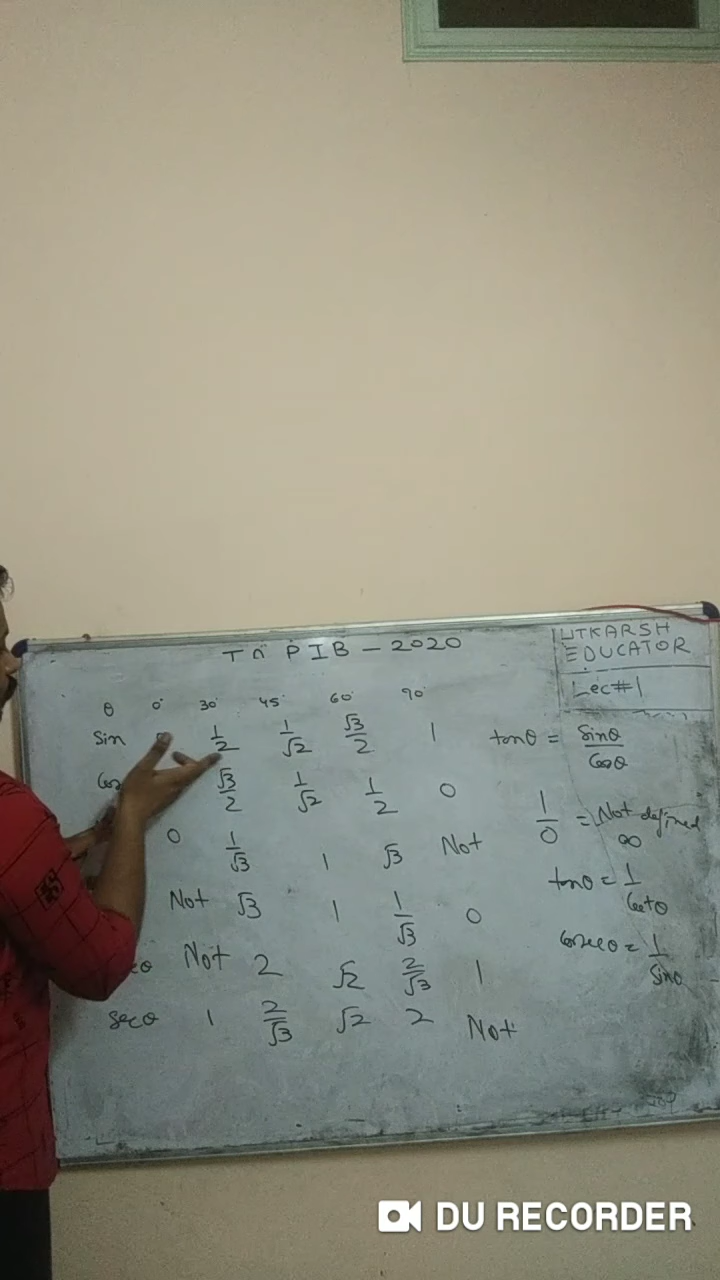 Tn PIB - 2020
UTKARSH
EDUCATOR
Lec#1
θ 0° 30° 45° 60° 90°
Sin 1/2 1/√2 √3/2 1
Cos √3/2 1/√2 1/2 0
0 1/√3 1 √3 Not
Not √3 1 1/√3 0
Not 2 √2 2/√3 1
secθ 1 2/√3 √2 2 Not
tanθ = Sinθ/Cosθ
1/0 = Not defined
∞
tanθ = 1/Cotθ
Cosecθ = 1/Sinθ
DU RECORDER